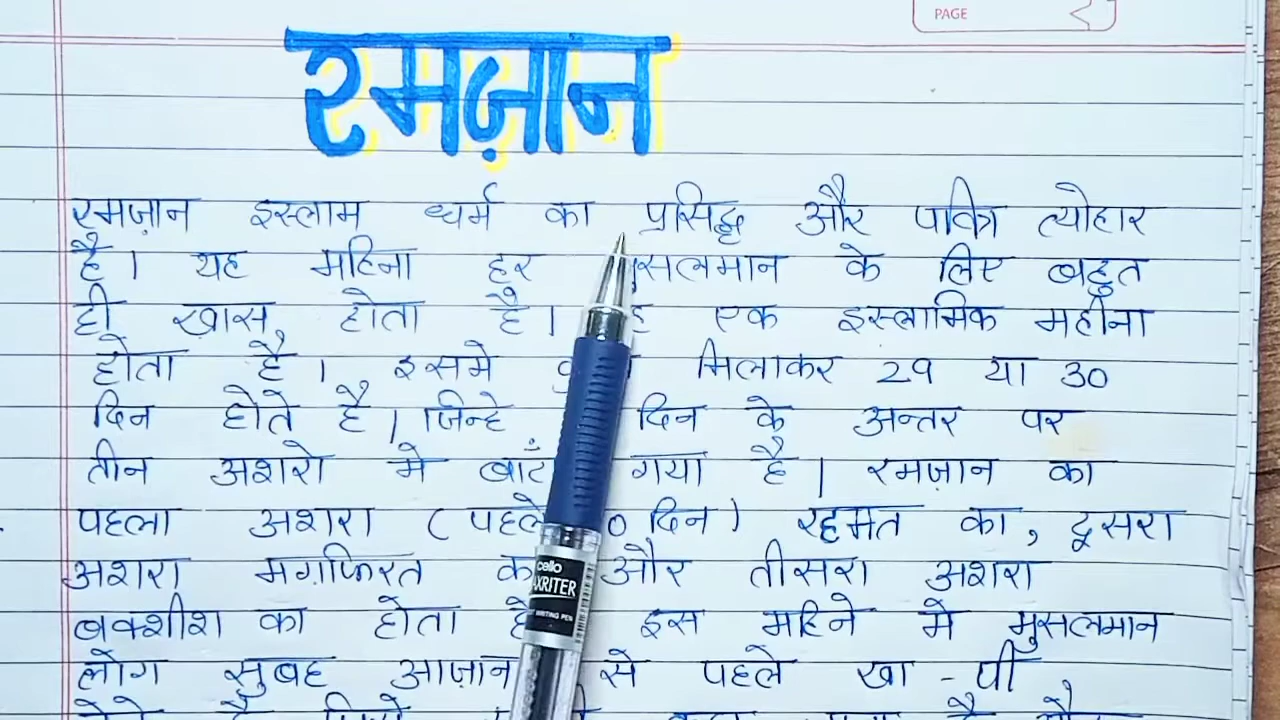 PAGE
रमज़ान
रमज़ान इस्लाम धर्म का प्रसिद्ध और पवित्र त्योहार
है। यह महिना हर मुसलमान के लिए बहुत
ही ख़ास होता है। एक इस्लामिक महीना
होता है। इसमे मिलाकर 29 या 30
दिन होते है। जिन्हे दिन के अन्तर पर
तीन अशरो मे गया है। रमज़ान का
पहला अशरा (पहले दिन) रहमत का, दूसरा
अशरा मग़फिरत और तीसरा अशरा
बक्शीश का होता है इस महिने मे मुसलमान
लोग सुबह आज़ान से पहले खा-पी
cello
MAXRITER